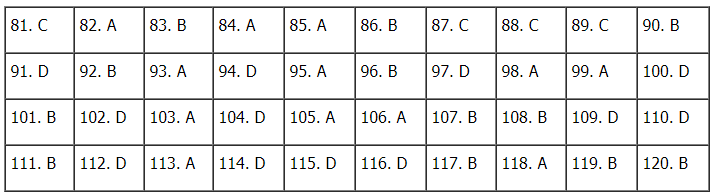 81. C 82. A 83. B 84. A 85. A 86. B 87. C 88. C 89. C 90. B
91. D 92. B 93. A 94. D 95. A 96. B 97. D 98. A 99. A 100. D
101. B 102. D 103. A 104. D 105. A 106. A 107. B 108. B 109. D 110. D
111. B 112. D 113. A 114. D 115. D 116. D 117. B 118. A 119. B 120. B